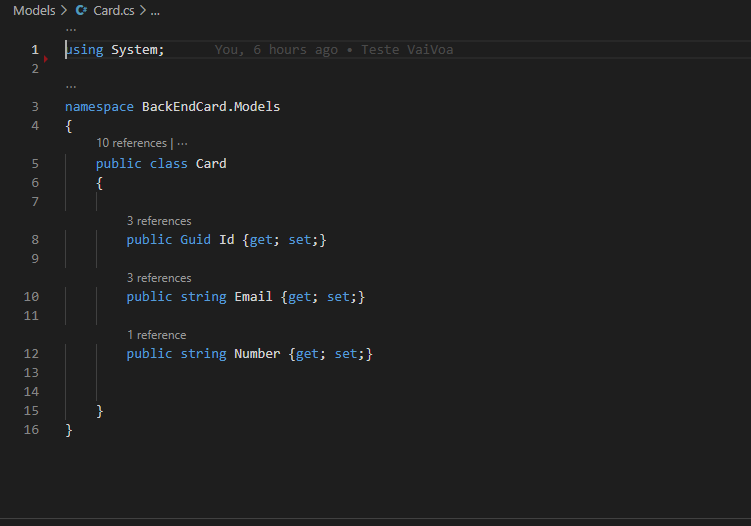 Models > C# Card.cs > ...
...
1 using System; You, 6 hours ago • Teste VaiVoa
2
...
3 namespace BackEndCard.Models
4 {
10 references | ...
5 public class Card
6 {
7
3 references
8 public Guid Id {get; set;}
9
3 references
10 public string Email {get; set;}
11
1 reference
12 public string Number {get; set;}
13
14
15 }
16 }